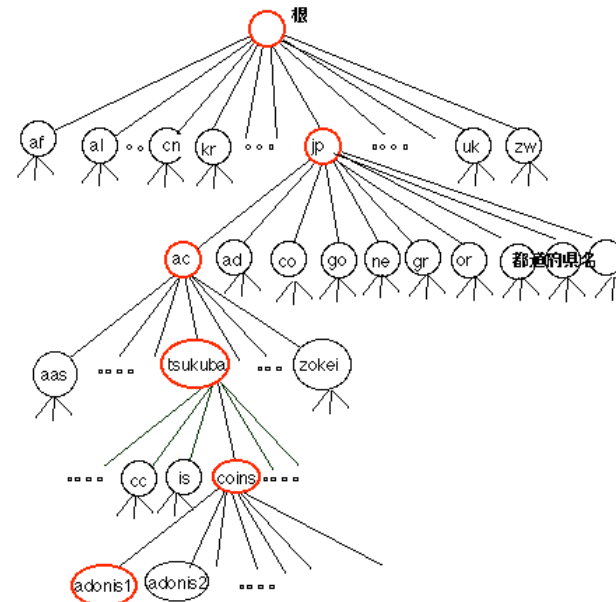 根
af al cn kr jp uk zw
ac ad co go ne gr or 都道府県名
aas tsukuba zokei
cc is coins
adonis1 adonis2